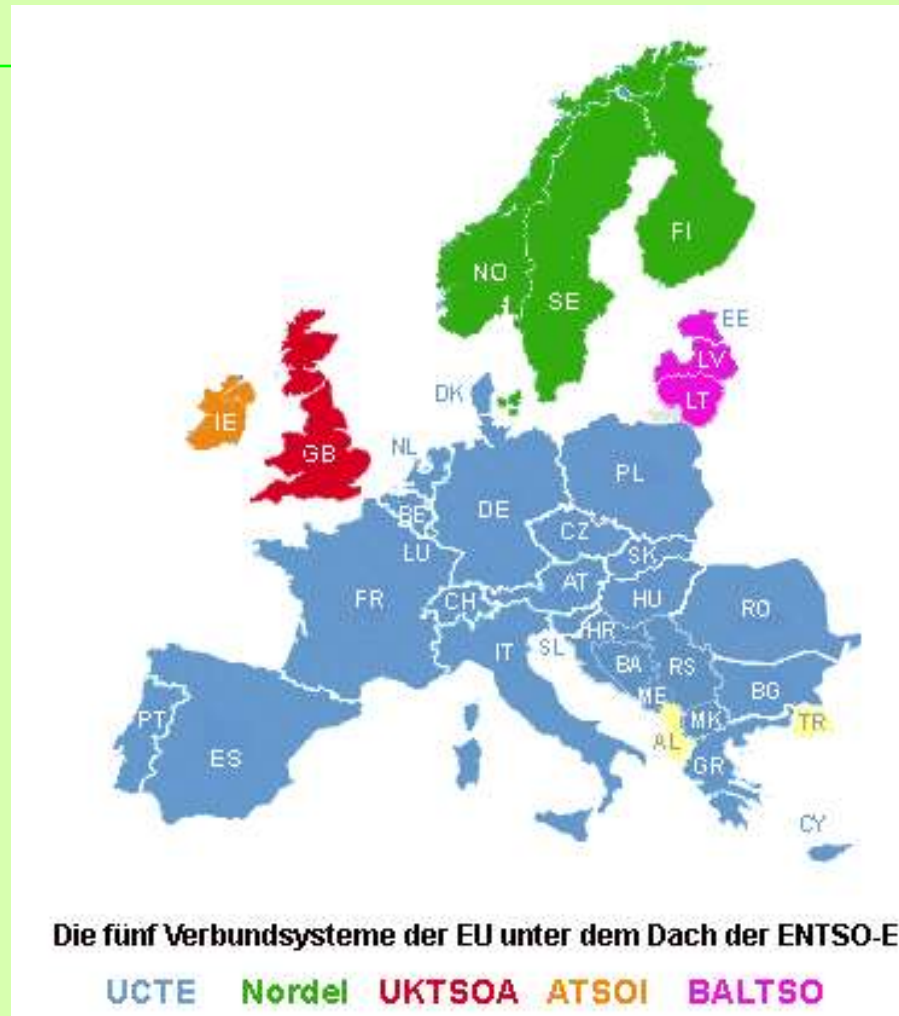 NO
FI
SE
EE
LV
LT
DK
IE
GB
NL
PL
BE
DE
CZ
LU
SK
AT
FR
CH
HU
RO
HR
IT
SL
BA
RS
ME
BG
PT
MK
TR
AL
ES
GR
CY
Die fünf Verbundsysteme der EU unter dem Dach der ENTSO-E
UCTE Nordel UKTSOA ATSOI BALTSO